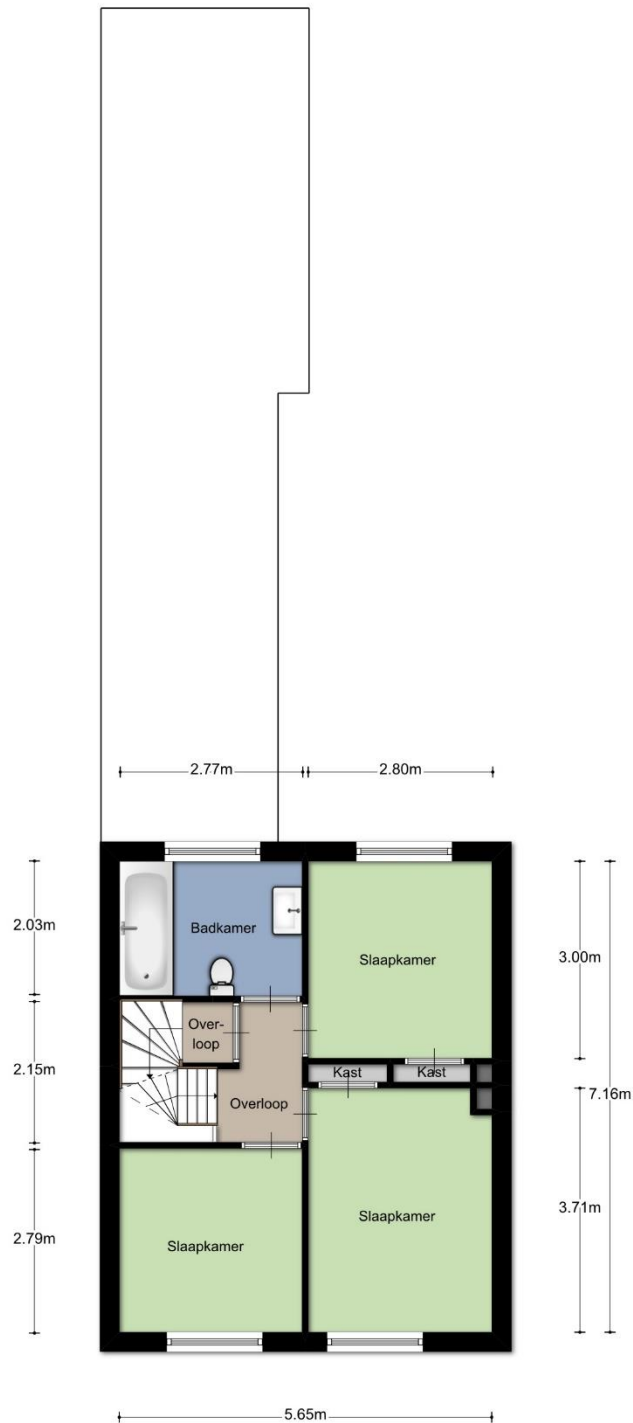 2.77m
2.80m
2.03m
Badkamer
Slaapkamer
3.00m
Over-
loop
2.15m
Kast
Kast
7.16m
Overloop
Slaapkamer
3.71m
2.79m
Slaapkamer
5.65m